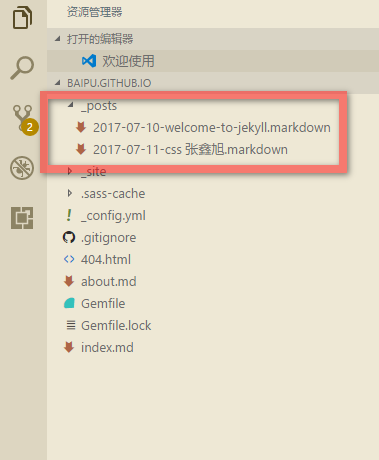 资源管理器
打开的编辑器
欢迎使用
BAIPU.GITHUB.IO
_posts
2017-07-10-welcome-to-jekyll.markdown
2017-07-11-css 张鑫旭.markdown
_site
.sass-cache
_config.yml
.gitignore
404.html
about.md
Gemfile
Gemfile.lock
index.md
2